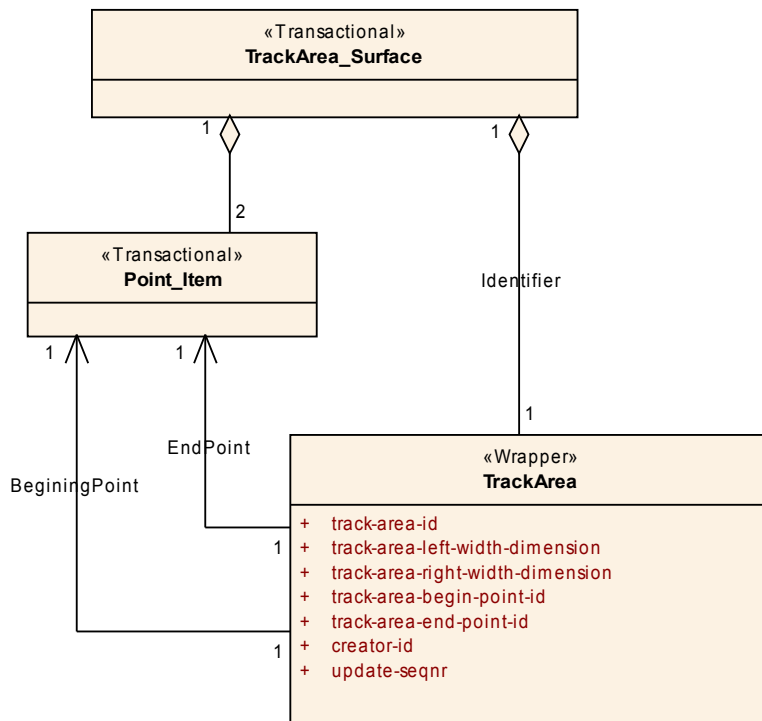 «Transactional»
TrackArea_Surface
1
1
2
«Transactional»
Point_Item
Identifier
1
1
EndPoint
BeginingPoint
1
«Wrapper»
TrackArea
+ track-area-id
1
+ track-area-left-width-dimension
+ track-area-right-width-dimension
+ track-area-begin-point-id
+ track-area-end-point-id
+ creator-id
1
+ update-seqnr